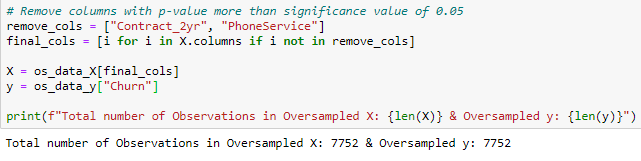 # Remove columns with p-value more than significance value of 0.05
remove_cols = ["Contract_2yr", "PhoneService"]
final_cols = [i for i in X.columns if i not in remove_cols]
X = os_data_X[final_cols]
y = os_data_y["Churn"]
print(f"Total number of Observations in Oversampled X: {len(X)} & Oversampled y: {len(y)}")
Total number of Observations in Oversampled X: 7752 & Oversampled y: 7752